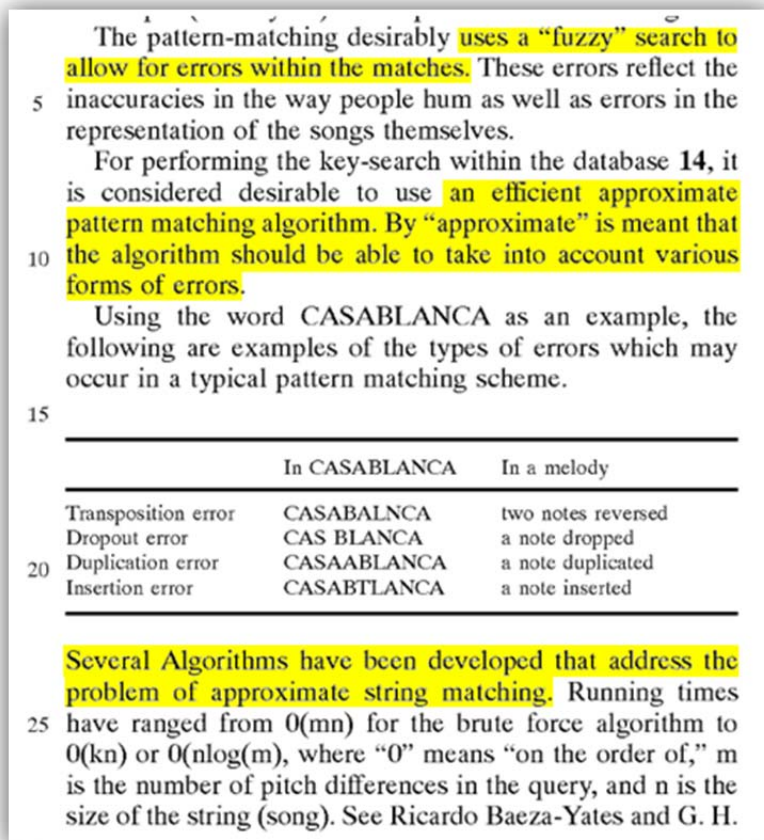 The pattern-matching desirably uses a “fuzzy” search to
allow for errors within the matches. These errors reflect the
5 inaccuracies in the way people hum as well as errors in the
representation of the songs themselves.
For performing the key-search within the database 14, it
is considered desirable to use an efficient approximate
pattern matching algorithm. By “approximate” is meant that
10 the algorithm should be able to take into account various
forms of errors.
Using the word CASABLANCA as an example, the
following are examples of the types of errors which may
occur in a typical pattern matching scheme.
15
In CASABLANCA In a melody
Transposition error CASABALNCA two notes reversed
Dropout error CAS BLANCA a note dropped
20 Duplication error CASAABLANCA a note duplicated
Insertion error CASABTLANCA a note inserted
Several Algorithms have been developed that address the
problem of approximate string matching. Running times
25 have ranged from 0(mn) for the brute force algorithm to
0(kn) or 0(nlog(m), where “0” means “on the order of,” m
is the number of pitch differences in the query, and n is the
size of the string (song). See Ricardo Baeza-Yates and G. H.